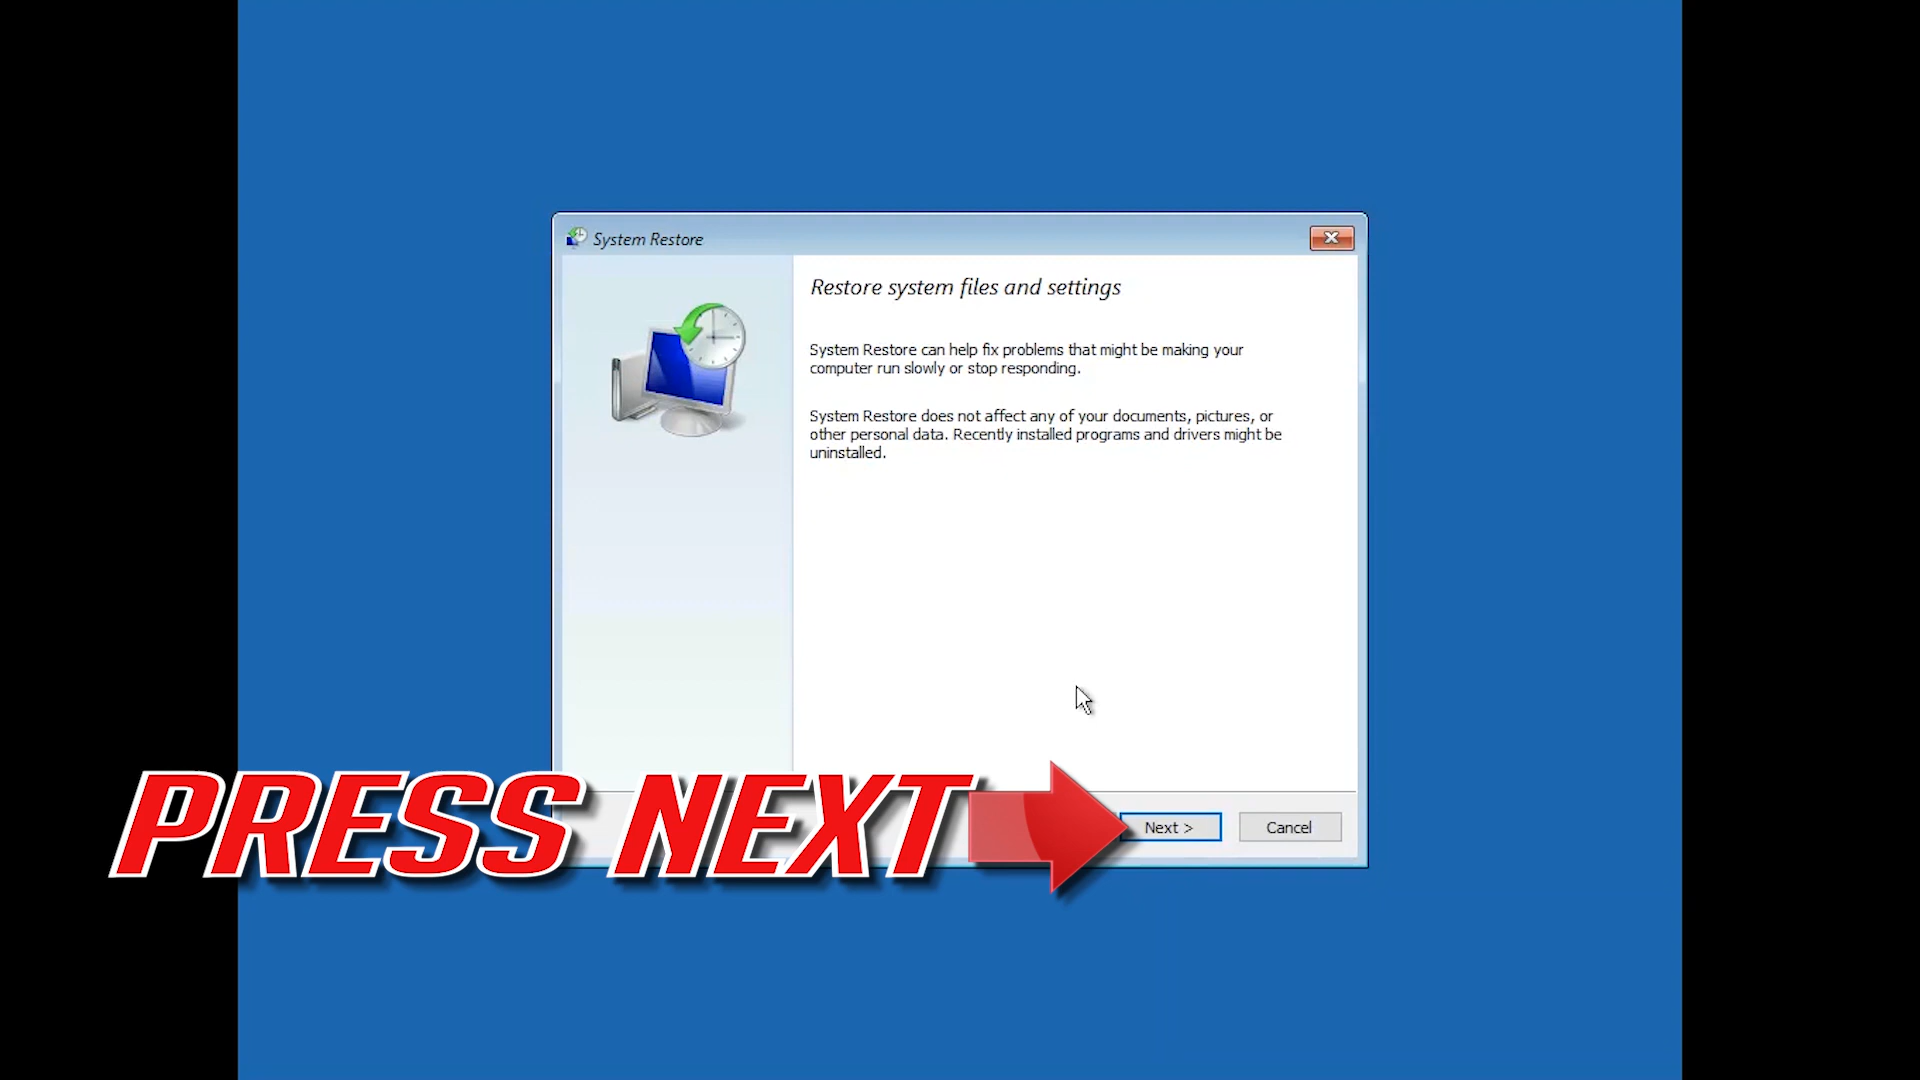 System Restore
Restore system files and settings
System Restore can help fix problems that might be making your
computer run slowly or stop responding.
System Restore does not affect any of your documents, pictures, or
other personal data. Recently installed programs and drivers might be
uninstalled.
PRESS NEXT
Next >
Cancel